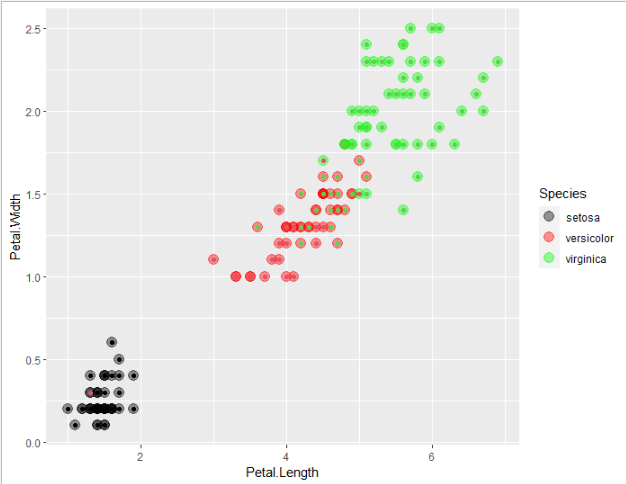 2.5
2.0
1.5
1.0
0.5
0.0
Petal.Width
2
4
6
Petal.Length
Species
setosa
versicolor
virginica